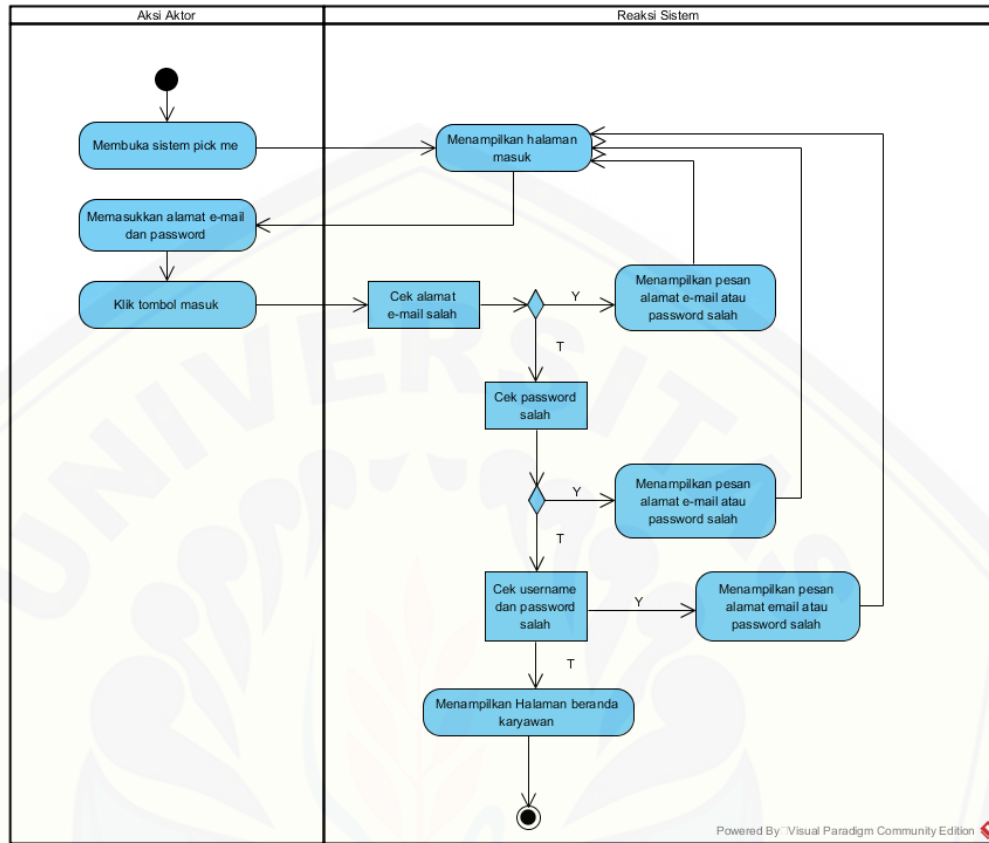 Aksi Aktor
Reaksi Sistem
Membuka sistem pick me
Menampilkan halaman
masuk
Memasukkan alamat e-mail
dan password
Klik tombol masuk
Cek alamat
e-mail salah
Y
Menampilkan pesan
alamat e-mail atau
password salah
T
Cek password
salah
Y
Menampilkan pesan
alamat e-mail atau
password salah
T
Cek username
dan password
salah
Y
Menampilkan pesan
alamat email atau
password salah
T
Menampilkan Halaman beranda
karyawan
UNIVERSITAS
Powered By Visual Paradigm Community Edition